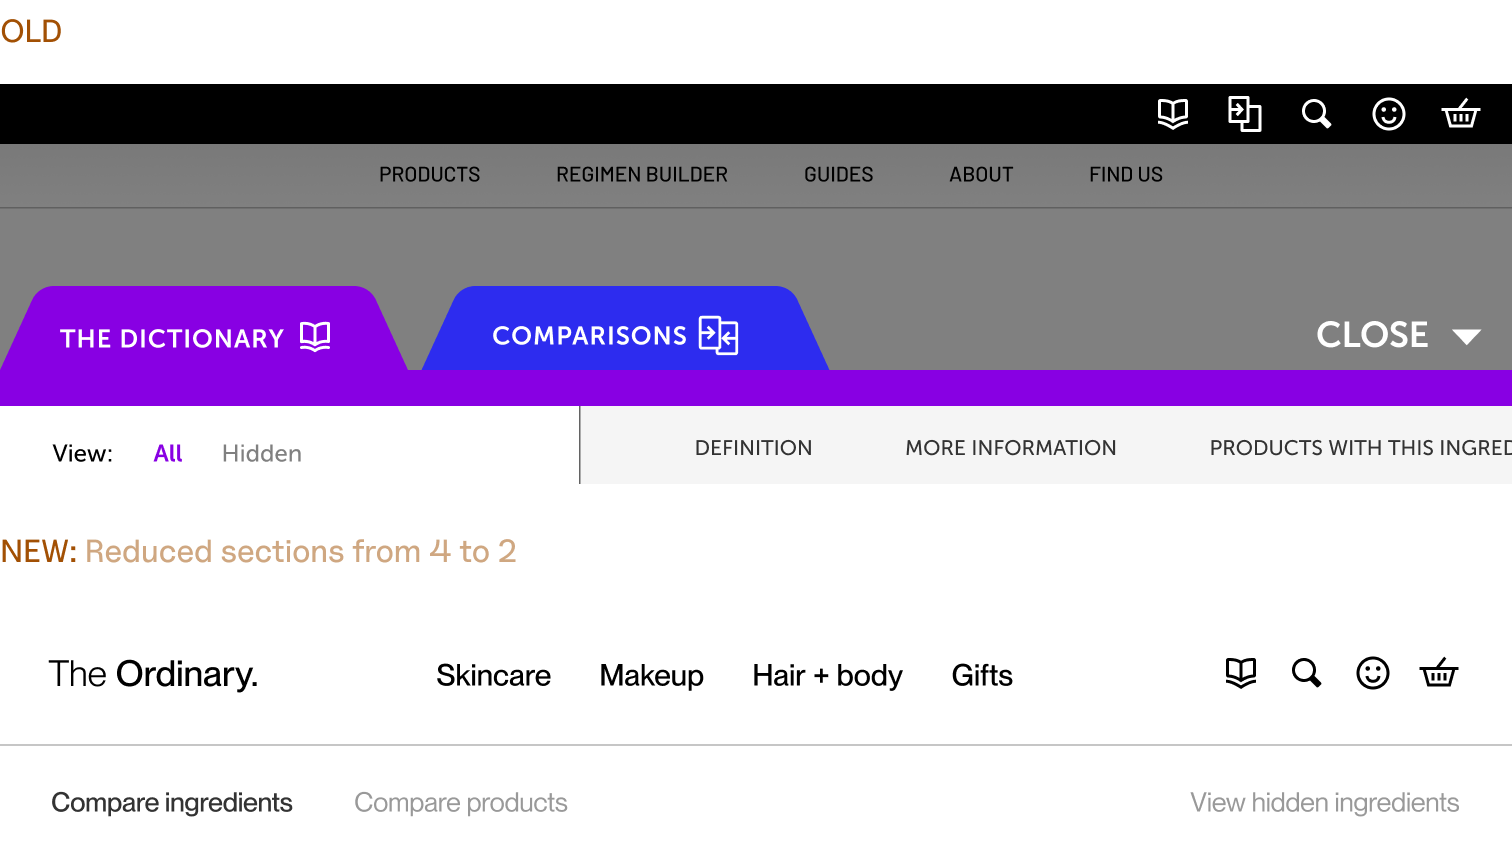 OLD
PRODUCTS REGIMEN BUILDER GUIDES ABOUT FIND US
THE DICTIONARY COMPARISONS CLOSE
View: All Hidden DEFINITION MORE INFORMATION PRODUCTS WITH THIS INGRED
NEW: Reduced sections from 4 to 2
The Ordinary. Skincare Makeup Hair + body Gifts
Compare ingredients Compare products View hidden ingredients